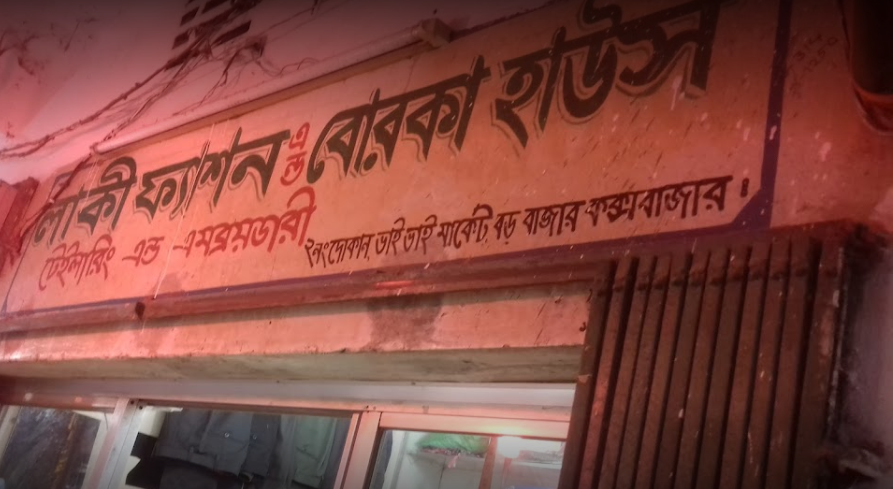 লাকী ফ্যাশন এন্ড বোরকা হাউস
টেইলারিং এন্ড এমব্রয়ডারী
২নং দোকান, ভাই ভাই মার্কেট, বড় বাজার, কক্সবাজার।